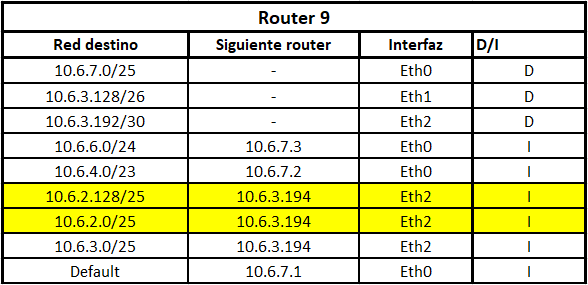 Router 9
Red destino Siguiente router Interfaz D/I
10.6.7.0/25 - Eth0 D
10.6.3.128/26 - Eth1 D
10.6.3.192/30 - Eth2 D
10.6.6.0/24 10.6.7.3 Eth0 I
10.6.4.0/23 10.6.7.2 Eth0 I
10.6.2.128/25 10.6.3.194 Eth2 I
10.6.2.0/25 10.6.3.194 Eth2 I
10.6.3.0/25 10.6.3.194 Eth2 I
Default 10.6.7.1 Eth0 I